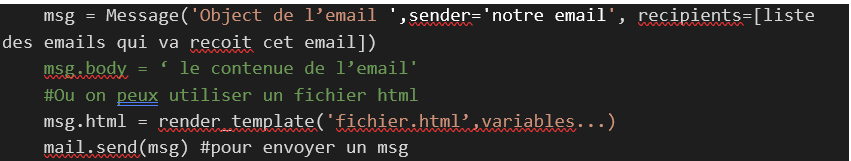 msg = Message('Object de l’email ',sender='notre email', recipients=[liste
des emails qui va recoit cet email])
msg.body = ‘ le contenue de l’email'
#Ou on peux utiliser un fichier html
msg.html = render_template('fichier.html’,variables...)
mail.send(msg) #pour envoyer un msg